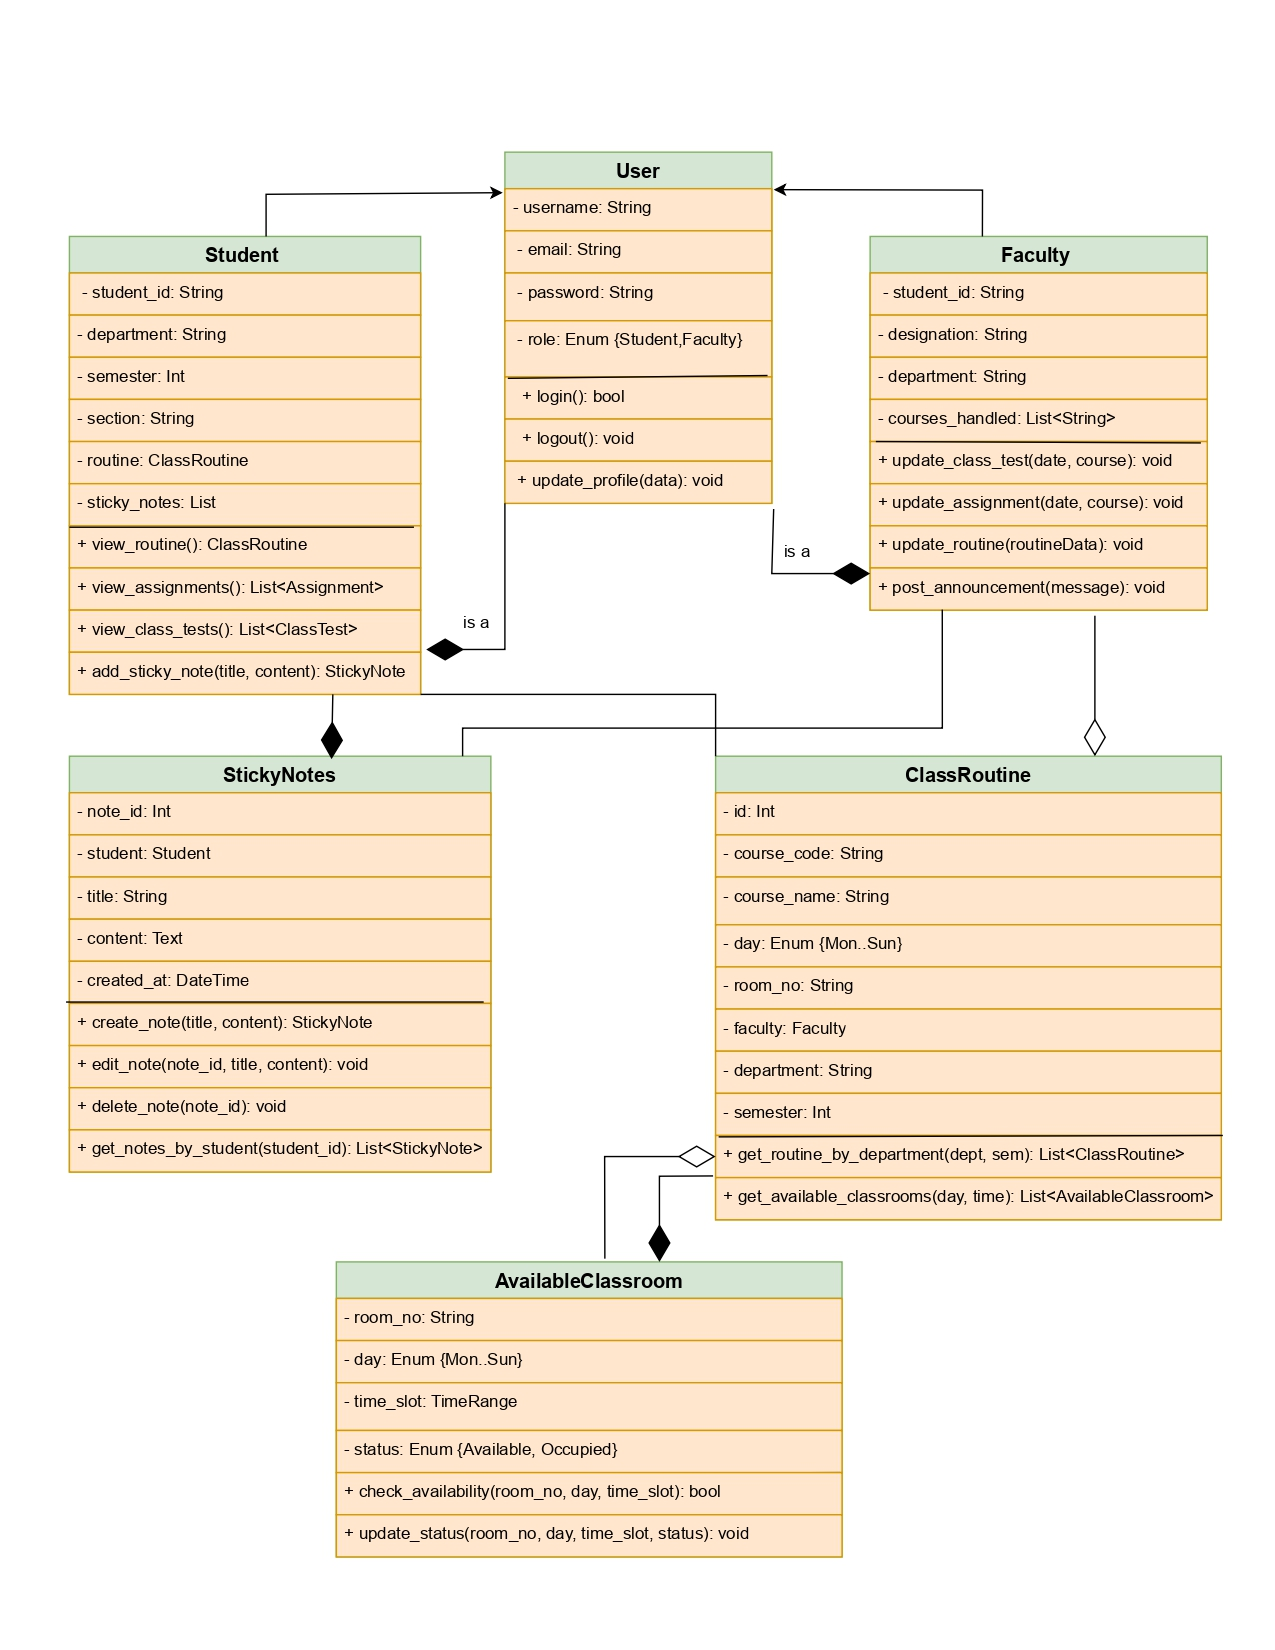 User
- username: String
- email: String
- password: String
- role: Enum {Student,Faculty}
+ login(): bool
+ logout(): void
+ update_profile(data): void
Student
- student_id: String
- department: String
- semester: Int
- section: String
- routine: ClassRoutine
- sticky_notes: List
+ view_routine(): ClassRoutine
+ view_assignments(): List<Assignment>
+ view_class_tests(): List<ClassTest>
+ add_sticky_note(title, content): StickyNote
is a
is a
Faculty
- student_id: String
- designation: String
- department: String
- courses_handled: List<String>
+ update_class_test(date, course): void
+ update_assignment(date, course): void
+ update_routine(routineData): void
+ post_announcement(message): void
StickyNotes
- note_id: Int
- student: Student
- title: String
- content: Text
- created_at: DateTime
+ create_note(title, content): StickyNote
+ edit_note(note_id, title, content): void
+ delete_note(note_id): void
+ get_notes_by_student(student_id): List<StickyNote>
ClassRoutine
- id: Int
- course_code: String
- course_name: String
- day: Enum {Mon..Sun}
- room_no: String
- faculty: Faculty
- department: String
- semester: Int
+ get_routine_by_department(dept, sem): List<ClassRoutine>
+ get_available_classrooms(day, time): List<AvailableClassroom>
AvailableClassroom
- room_no: String
- day: Enum {Mon..Sun}
- time_slot: TimeRange
- status: Enum {Available, Occupied}
+ check_availability(room_no, day, time_slot): bool
+ update_status(room_no, day, time_slot, status): void